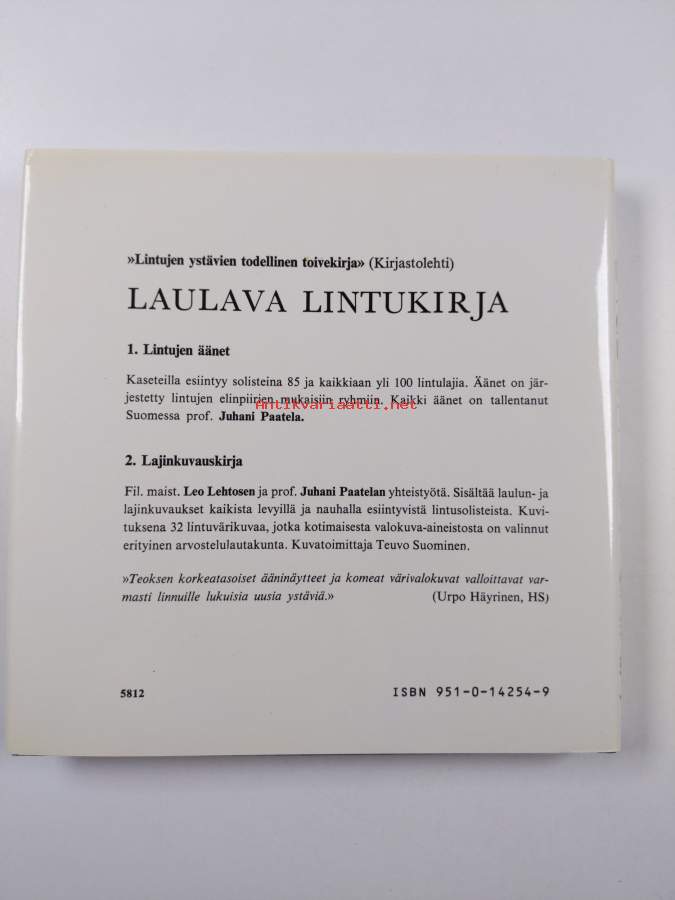 »Lintujen ystävien todellinen toivekirja» (Kirjastolehti)
LAULAVA LINTUKIRJA
1. Lintujen äänet
Kaseteilla esiintyy solisteina 85 ja kaikkiaan yli 100 lintulajia. Äänet on jär-
jestetty lintujen elinpiirien mukaisiin ryhmiin. Kaikki äänet on tallentanut
Antikvariaatti.net
Suomessa prof. Juhani Paatela.
2. Lajinkuvauskirja
Fil. maist. Leo Lehtosen ja prof. Juhani Paatelan yhteistyötä. Sisältää laulun- ja
lajinkuvaukset kaikista levyillä ja nauhalla esiintyvistä lintusolisteista. Kuvi-
tuksena 32 lintuvärikuvaa, jotka kotimaisesta valokuva-aineistosta on valinnut
erityinen arvostelulautakunta. Kuvatoimittaja Teuvo Suominen.
»Teoksen korkeatasoiset ääninäytteet ja komeat värivalokuvat valloittavat var-
masti linnuille lukuisia uusia ystäviä.» (Urpo Häyrinen, HS)
5812 ISBN 951-0-14254-9